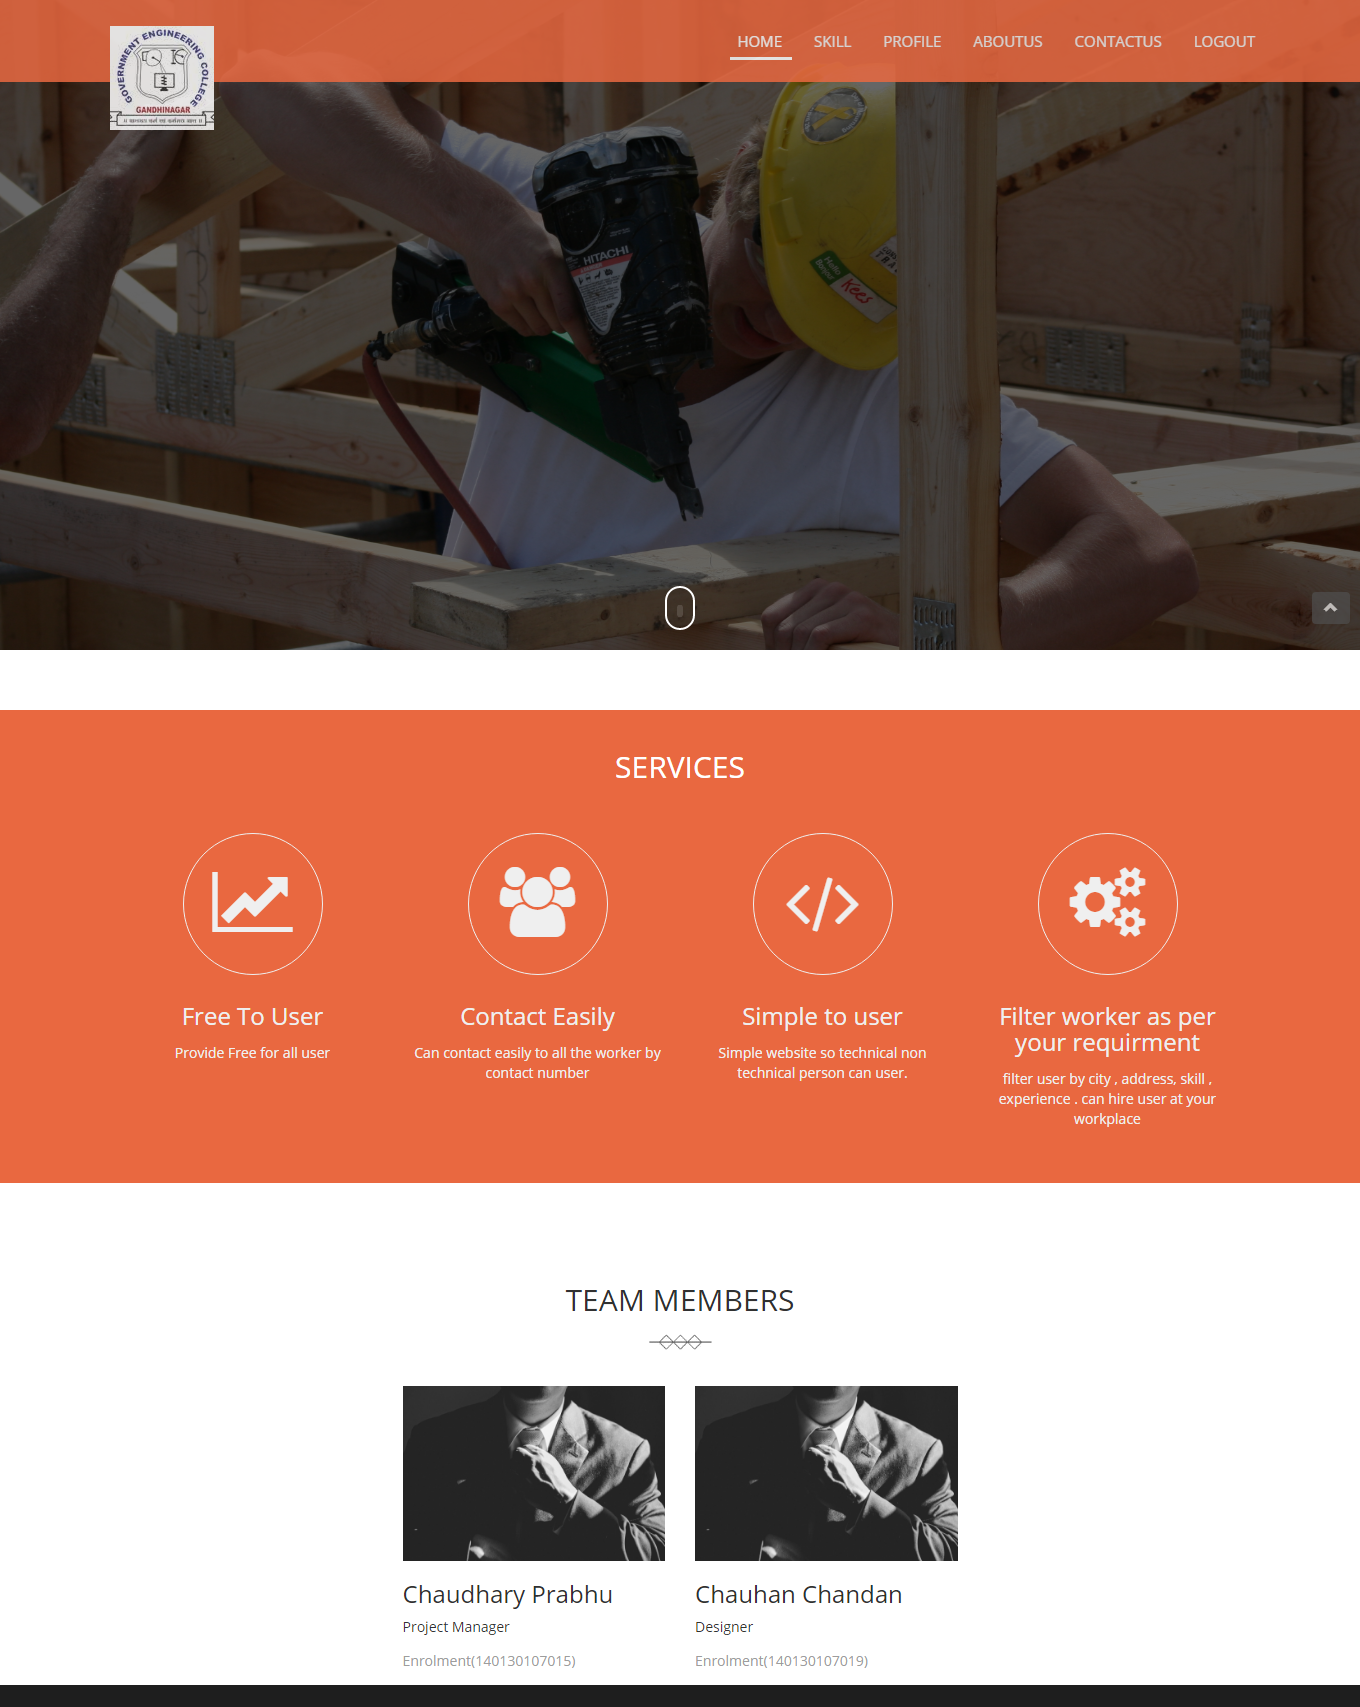 GOVERNMENT ENGINEERING COLLEGE
GANDHINAGAR
HOME
SKILL
PROFILE
ABOUTUS
CONTACTUS
LOGOUT
HITACHI
Hello
Kees
SERVICES
Free To User
Provide Free for all user
Contact Easily
Can contact easily to all the worker by
contact number
Simple to user
Simple website so technical non
technical person can user.
Filter worker as per
your requirment
filter user by city , address, skill ,
experience . can hire user at your
workplace
TEAM MEMBERS
Chaudhary Prabhu
Project Manager
Enrolment(140130107015)
Chauhan Chandan
Designer
Enrolment(140130107019)